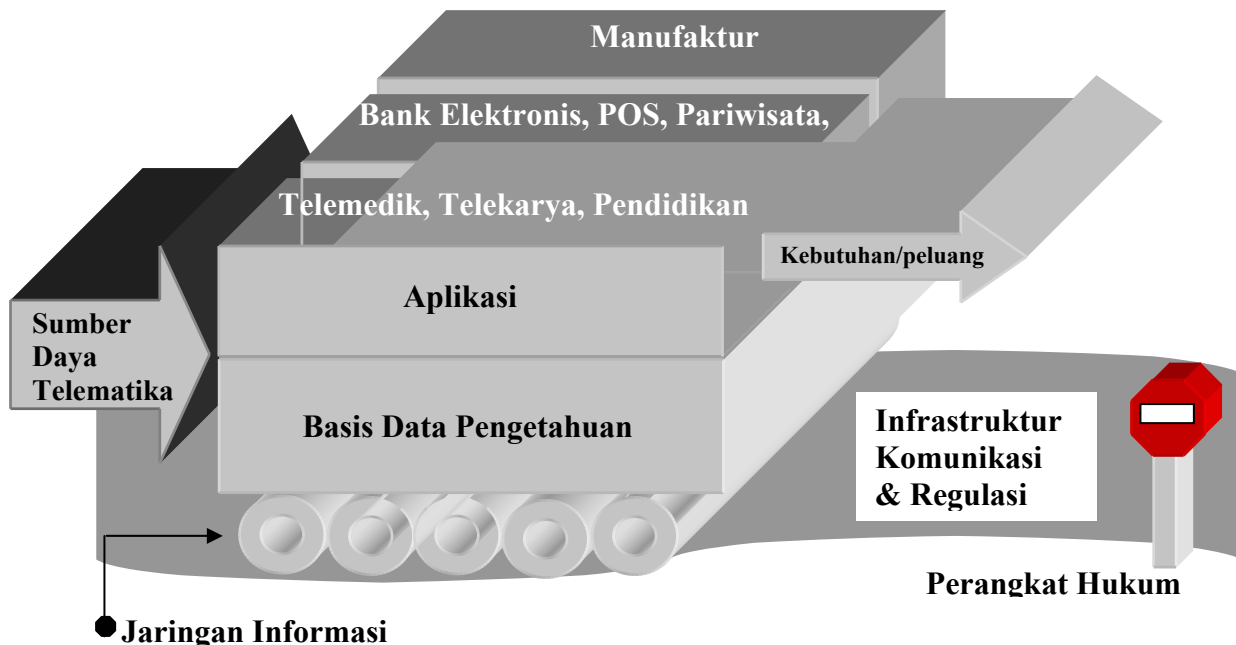 Manufaktur
Bank Elektronis, POS, Pariwisata,
Telemedik, Telekarya, Pendidikan
Kebutuhan/peluang
Aplikasi
Sumber
Daya
Telematika
Basis Data Pengetahuan
Infrastruktur
Komunikasi
& Regulasi
Perangkat Hukum
Jaringan Informasi